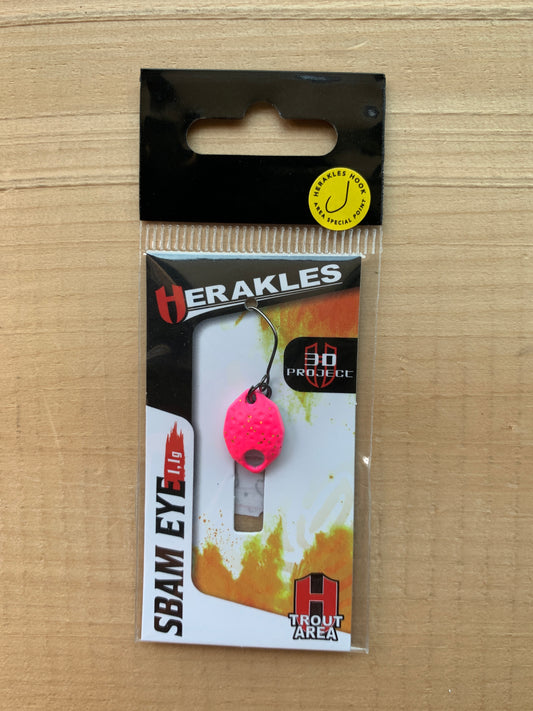 HERAKLES HOOK
AREA SPECIAL POINT
HERAKLES
3D
PROJECT
SBAM EYE 1,1g
H
TROUT
AREA